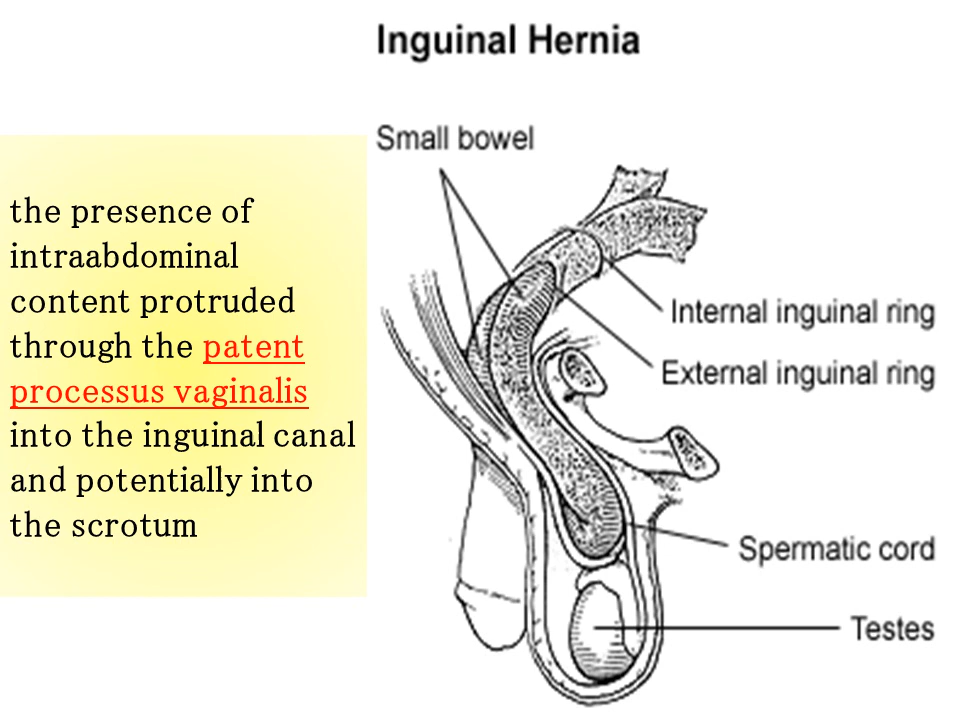 Inguinal Hernia
Small bowel
the presence of
intraabdominal
content protruded
through the patent
processus vaginalis
into the inguinal canal
and potentially into
the scrotum
Internal inguinal ring
External inguinal ring
Spermatic cord
Testes